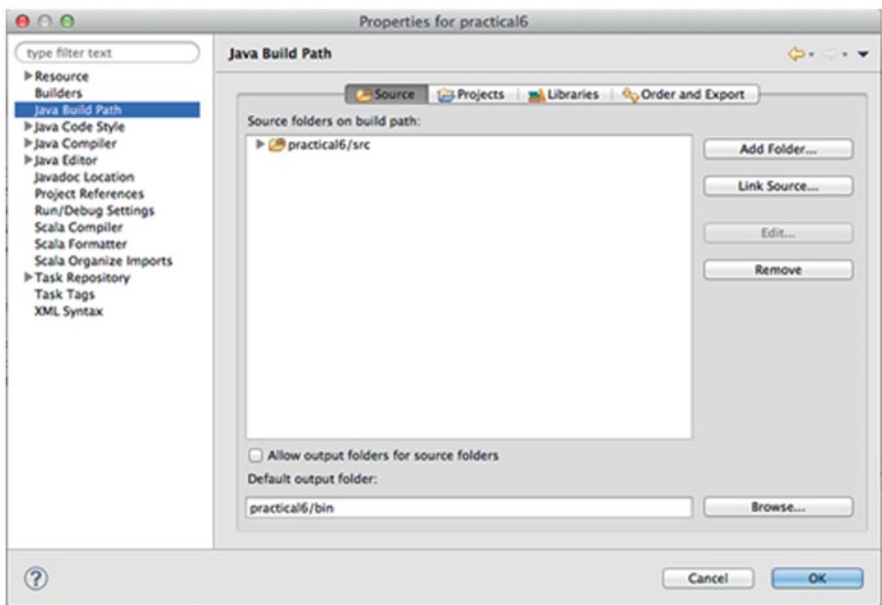 Properties for practical6
type filter text
Resource
Builders
Java Build Path
Java Code Style
Java Compiler
Java Editor
Javadoc Location
Project References
Run/Debug Settings
Scala Compiler
Scala Formatter
Scala Organize Imports
Task Repository
Task Tags
XML Syntax
Java Build Path
Source Projects Libraries Order and Export
Source folders on build path:
practical6/src
Add Folder...
Link Source...
Edit...
Remove
Allow output folders for source folders
Default output folder:
practical6/bin
Browse...
?
Cancel OK